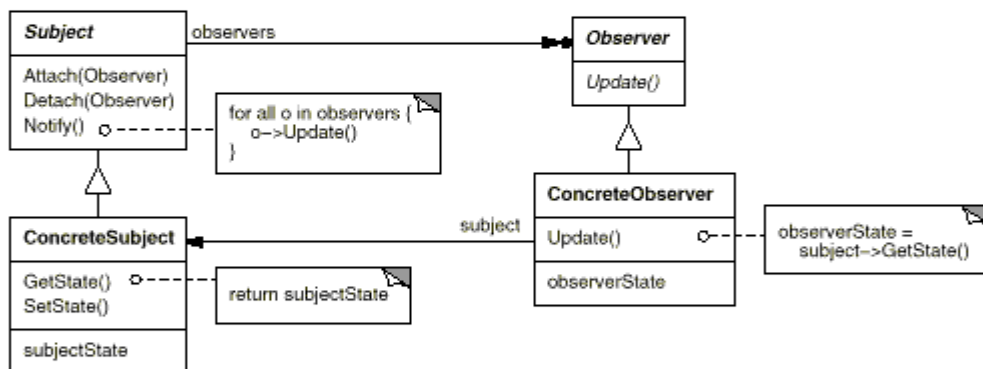 Subject
observers
Observer
Attach(Observer)
Detach(Observer)
Notify()
for all o in observers {
o−>Update()
}
Update()
ConcreteSubject
subject
ConcreteObserver
GetState()
SetState()
return subjectState
Update()
observerState =
subject−>GetState()
observerState
subjectState